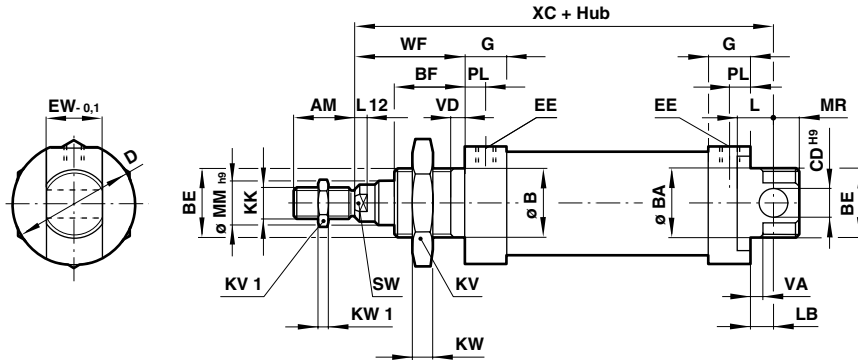 XC + Hub
WF
G
G
BF
PL
PL
EW- 0,1
AM
L 12
VD
EE
EE
L
MR
D
BE
ø MM h9
KK
ø B
ø BA
CD H9
BE
KV 1
SW
KV
VA
KW 1
LB
KW